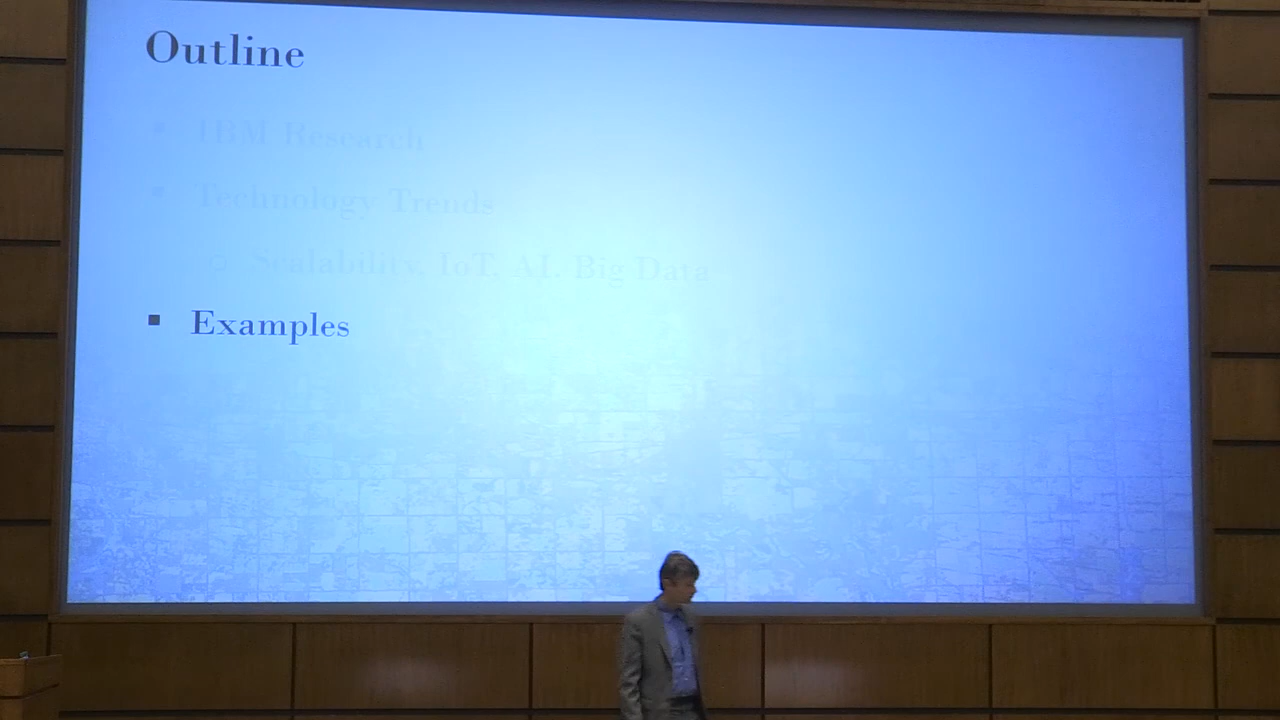 Outline
▪ IBM Research
▪ Technology Trends
▫ Scalability, IoT, AI, Big Data
▪ Examples